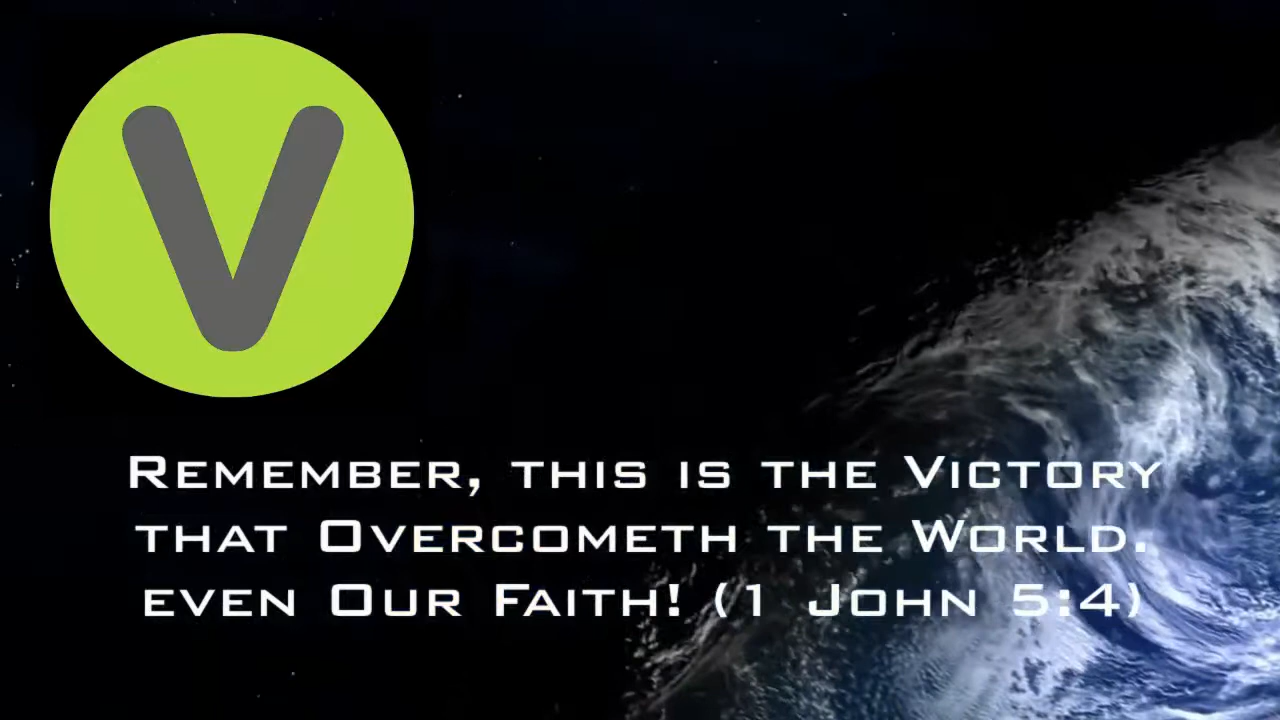 V
Remember, this is the Victory
that Overcometh the World.
even Our Faith! (1 John 5:4)